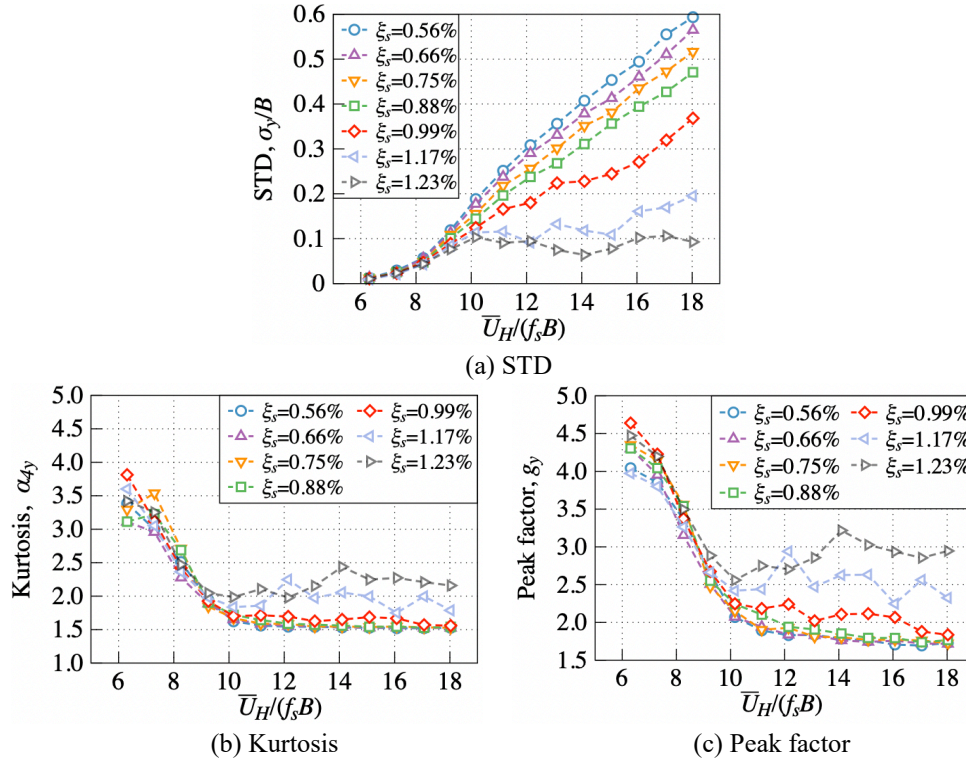 0.6
0.5
0.4
0.3
0.2
0.1
0
STD, σy/B
ξs=0.56%
ξs=0.66%
ξs=0.75%
ξs=0.88%
ξs=0.99%
ξs=1.17%
ξs=1.23%
6 8 10 12 14 16 18
U̅H/(fsB)
(a) STD
5.0
4.5
4.0
3.5
3.0
2.5
2.0
1.5
1.0
Kurtosis, α4y
ξs=0.56% ξs=0.99%
ξs=0.66% ξs=1.17%
ξs=0.75% ξs=1.23%
ξs=0.88%
6 8 10 12 14 16 18
U̅H/(fsB)
(b) Kurtosis
5.0
4.5
4.0
3.5
3.0
2.5
2.0
1.5
Peak factor, gy
ξs=0.56% ξs=0.99%
ξs=0.66% ξs=1.17%
ξs=0.75% ξs=1.23%
ξs=0.88%
6 8 10 12 14 16 18
U̅H/(fsB)
(c) Peak factor